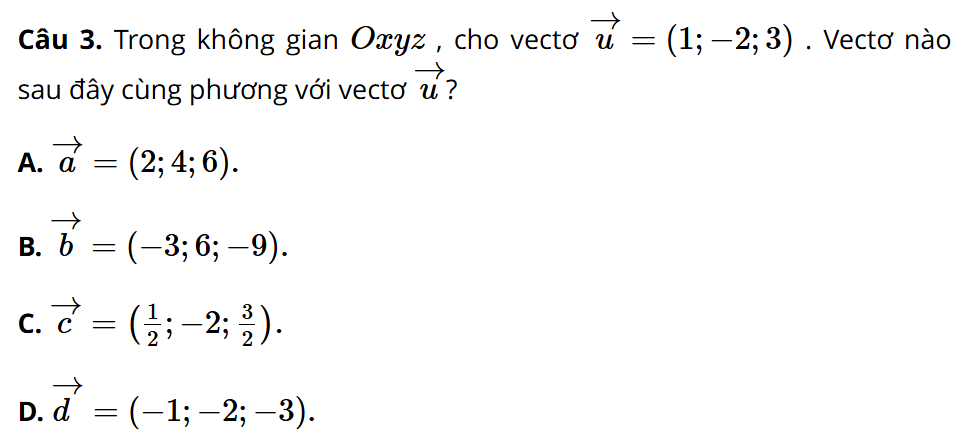 Câu 3. Trong không gian $Oxyz$, cho vectơ $\overrightarrow{u} = (1; -2; 3)$. Vectơ nào
sau đây cùng phương với vectơ $\overrightarrow{u}$?
A. $\overrightarrow{a} = (2; 4; 6).$
B. $\overrightarrow{b} = (-3; 6; -9).$
C. $\overrightarrow{c} = \left(\frac{1}{2}; -2; \frac{3}{2}\right).$
D. $\overrightarrow{d} = (-1; -2; -3).$